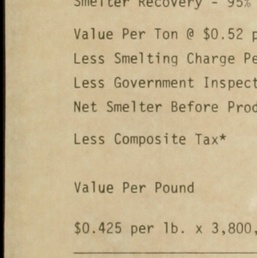 Smelter Recovery - 95%
Value Per Ton @ $0.52 p
Less Smelting Charge Pe
Less Government Inspect
Net Smelter Before Prod
Less Composite Tax*
Value Per Pound
$0.425 per lb. x 3,800,